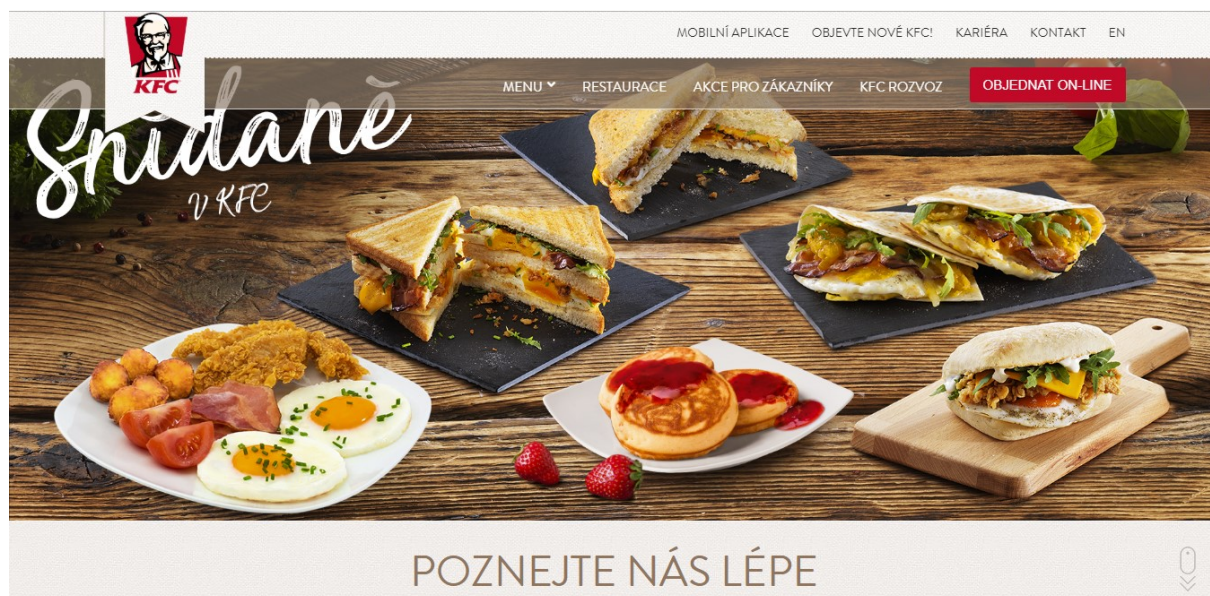 MOBILNÍ APLIKACE OBJEVTE NOVÉ KFC! KARIÉRA KONTAKT EN
KFC
MENU RESTAURACE AKCE PRO ZÁKAZNÍKY KFC ROZVOZ OBJEDNAT ON-LINE
Snídaně
V KFC
POZNEJTE NÁS LÉPE